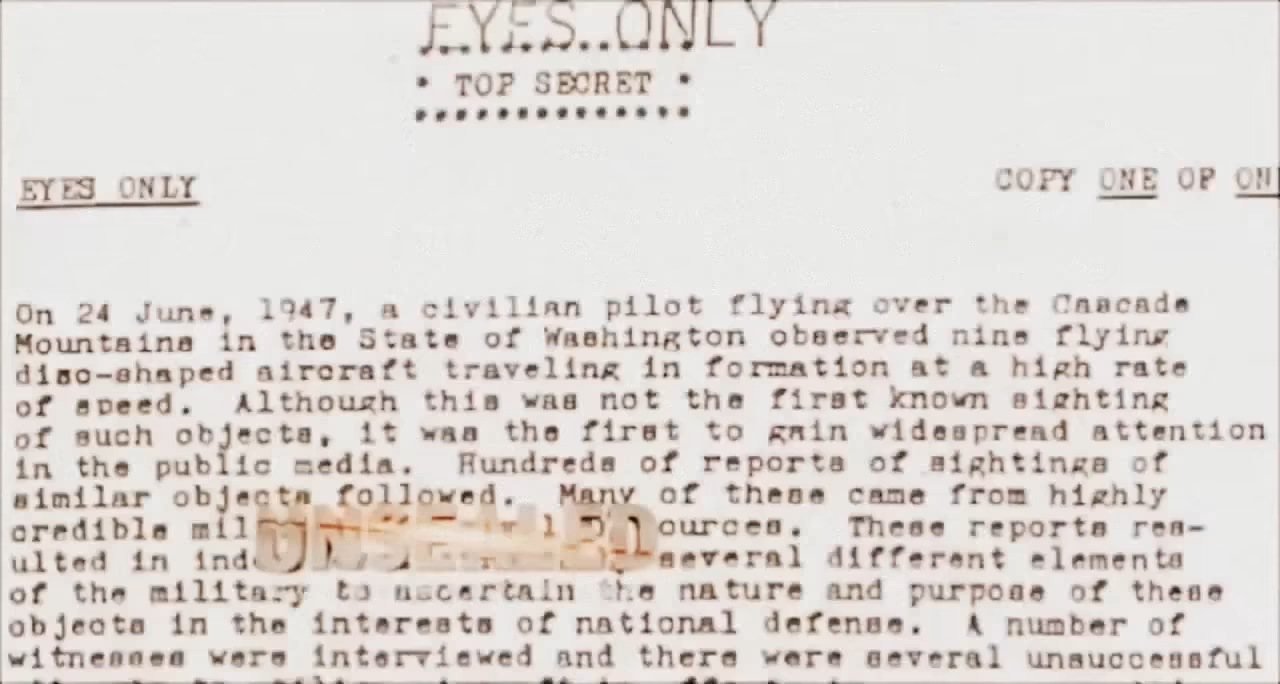 EYES ONLY
• TOP SECRET •
EYES ONLY
COPY ONE OF ON
On 24 June, 1947, a civilian pilot flying over the Cascade
Mountains in the State of Washington observed nine flying
disc-shaped aircraft traveling in formation at a high rate
of speed. Although this was not the first known sighting
of such objects, it was the first to gain widespread attention
in the public media. Hundreds of reports of sightings of
similar objects followed. Many of these came from highly
credible mil ources. These reports res-
UNSEALED
ulted in ind several different elements
of the military to ascertain the nature and purpose of these
objects in the interests of national defense. A number of
witnesses were interviewed and there were several unsuccessful